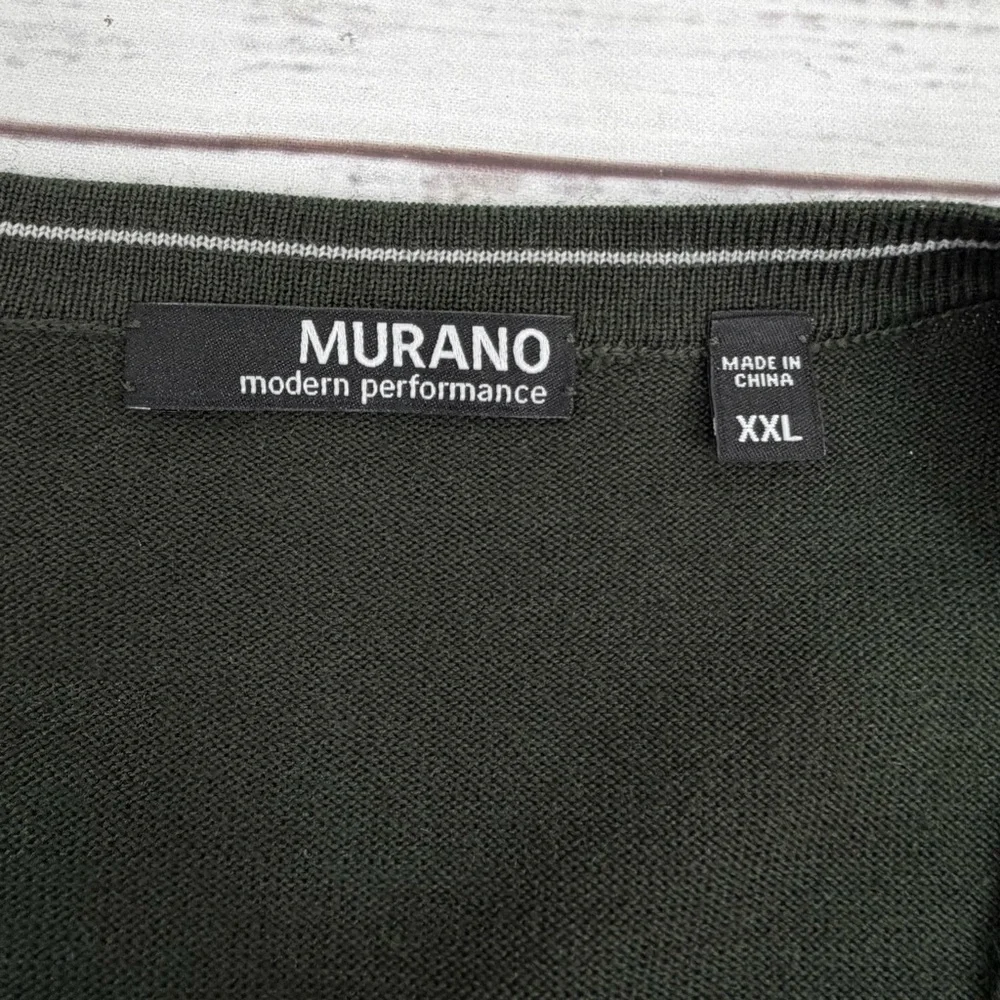 MURANO
modern performance
MADE IN
CHINA
XXL